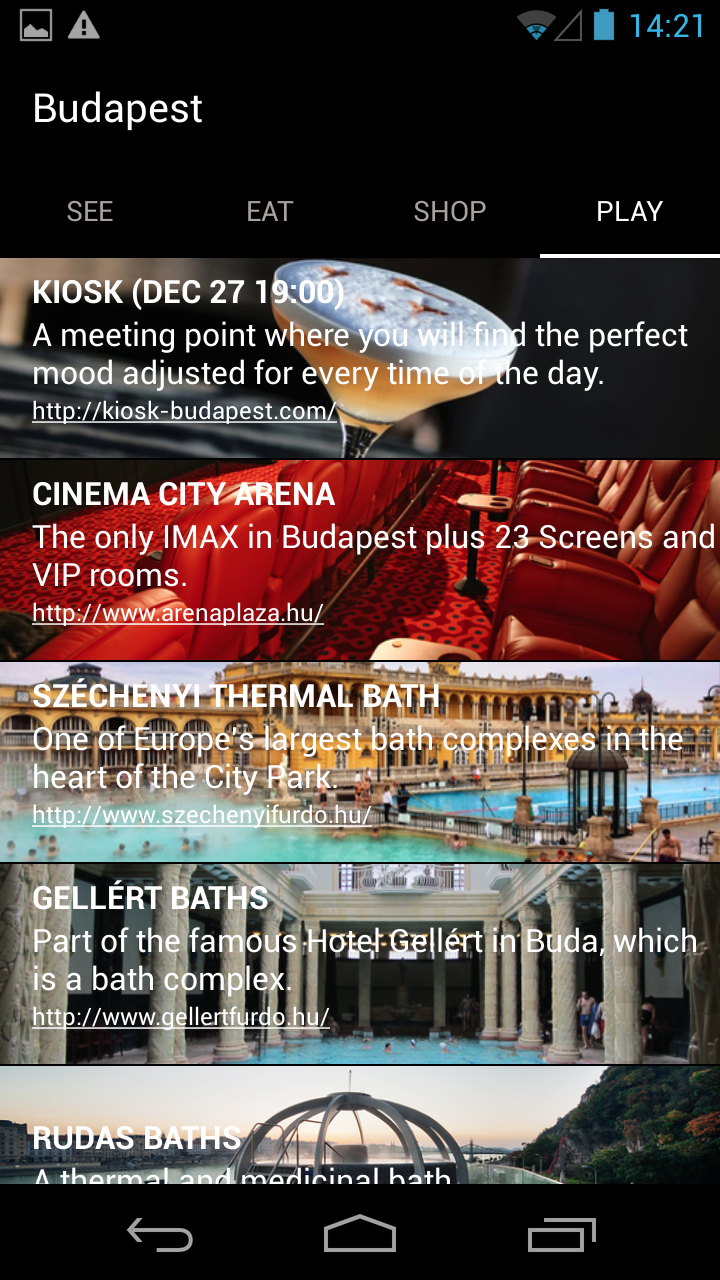 14:21
Budapest
SEE EAT SHOP PLAY
KIOSK (DEC 27 19:00)
A meeting point where you will find the perfect
mood adjusted for every time of the day.
http://kiosk-budapest.com/
CINEMA CITY ARENA
The only IMAX in Budapest plus 23 Screens and
VIP rooms.
http://www.arenaplaza.hu/
SZÉCHENYI THERMAL BATH
One of Europe's largest bath complexes in the
heart of the City Park.
http://www.szechenyifurdo.hu/
GELLÉRT BATHS
Part of the famous Hotel Gellért in Buda, which
is a bath complex.
http://www.gellertfurdo.hu/
RUDAS BATHS
A thermal and medicinal bath